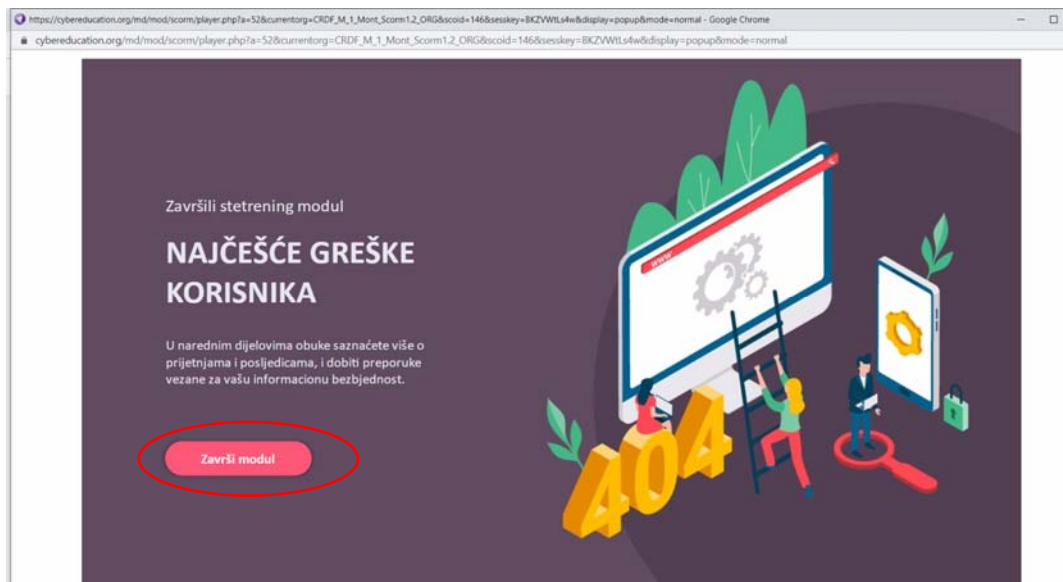 https://cybereducation.org/md/mod/scorm/player.php?a=52&currentorg=CRDF_M_1_Mont_Scorm1.2_ORG&scoid=146&sesskey=BKZVWtLs4w&display=popup&mode=normal - Google Chrome
cybereducation.org/md/mod/scorm/player.php?a=52&currentorg=CRDF_M_1_Mont_Scorm1.2_ORG&scoid=146&sesskey=BKZVWtLs4w&display=popup&mode=normal
Završili stetrening modul
NAJČEŠĆE GREŠKE
KORISNIKA
U narednim dijelovima obuke saznaćete više o
prijetnjama i posljedicama, i dobiti preporuke
vezane za vašu informacionu bezbjednost.
Završi modul
WWW
404